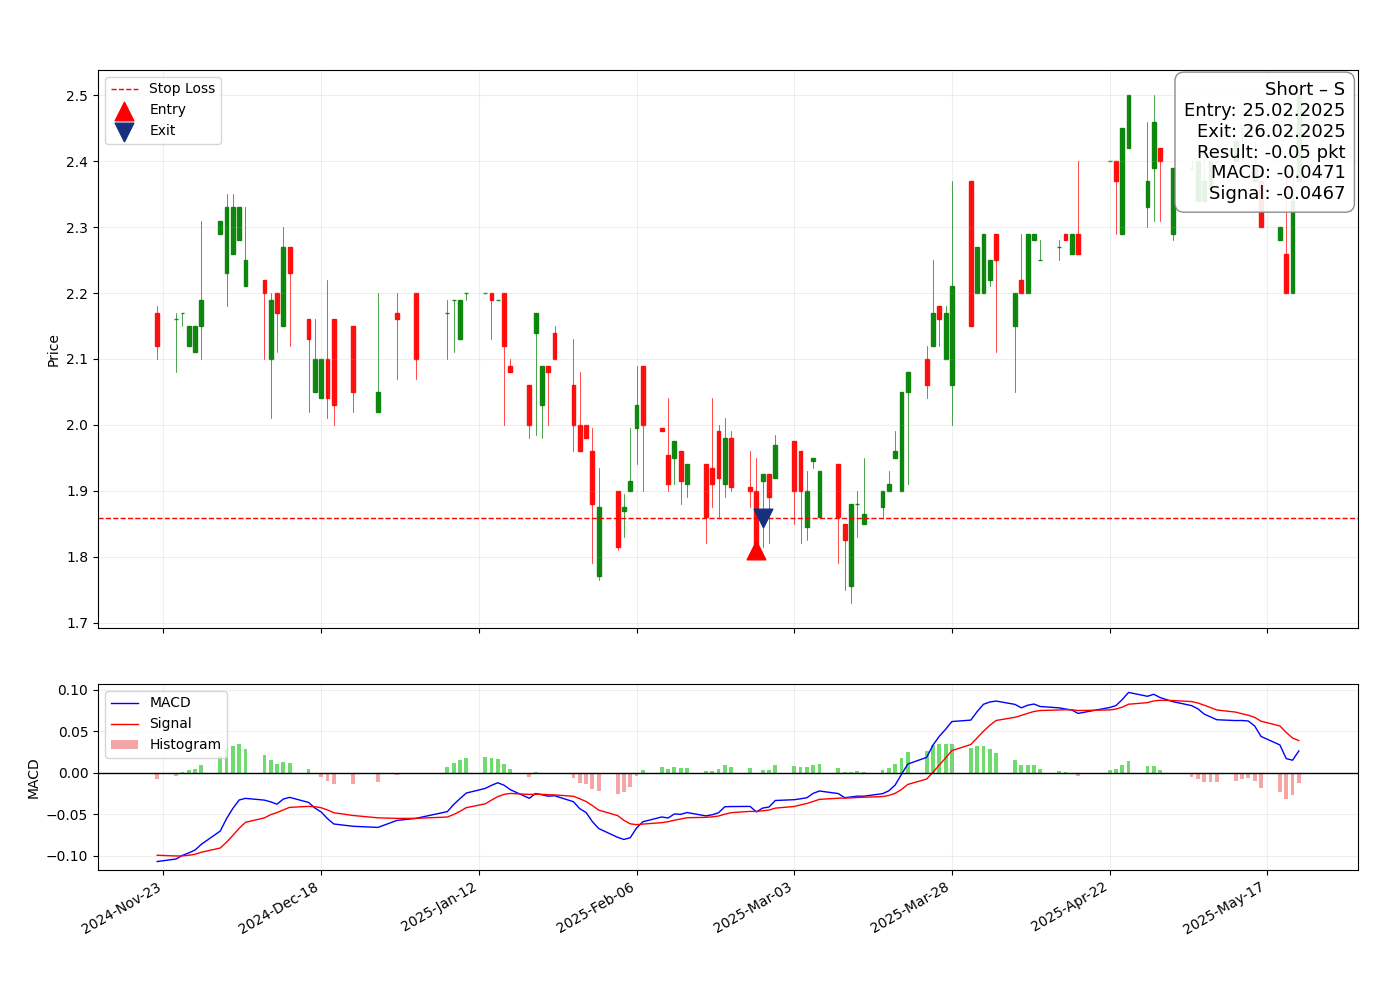 Stop Loss
Entry
Exit
Short – S
Entry: 25.02.2025
Exit: 26.02.2025
Result: -0.05 pkt
MACD: -0.0471
Signal: -0.0467
Price
2.5
2.4
2.3
2.2
2.1
2.0
1.9
1.8
1.7
MACD
Signal
Histogram
MACD
0.10
0.05
0.00
−0.05
−0.10
2024-Nov-23
2024-Dec-18
2025-Jan-12
2025-Feb-06
2025-Mar-03
2025-Mar-28
2025-Apr-22
2025-May-17